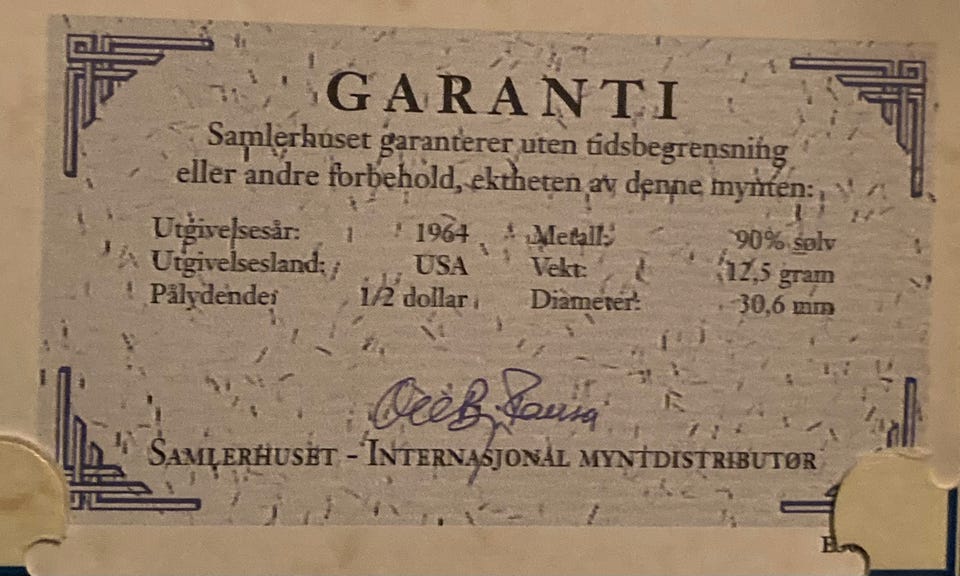 GARANTI
Samlerhuset garanterer uten tidsbegrensning
eller andre forbehold, ektheten av denne mynten:
Utgivelsesår: 1964 Metall: 90% sølv
Utgivelsesland: USA Vekt: 12,5 gram
Pålydende: 1/2 dollar Diameter: 30,6 mm
SAMLERHUSET - INTERNASJONAL MYNTDISTRIBUTØR